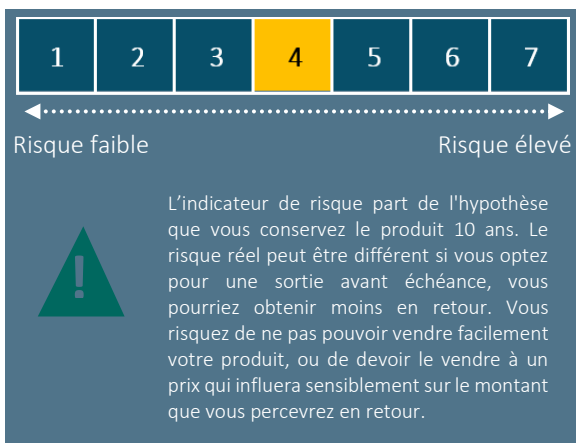 1 2 3 4 5 6 7
Risque faible Risque élevé
L’indicateur de risque part de l'hypothèse
que vous conservez le produit 10 ans. Le
risque réel peut être différent si vous optez
pour une sortie avant échéance, vous
pourriez obtenir moins en retour. Vous
risquez de ne pas pouvoir vendre facilement
votre produit, ou de devoir le vendre à un
prix qui influera sensiblement sur le montant
que vous percevrez en retour.
!